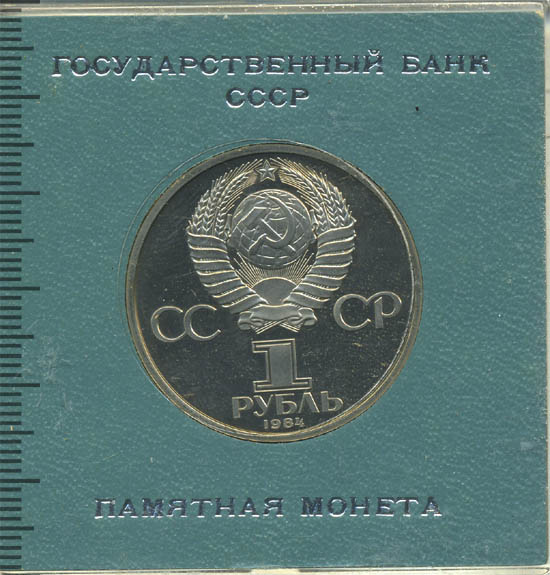 ГОСУДАРСТВЕННЫЙ БАНК
СССР
СС СР
1
РУБЛЬ
1984
ПАМЯТНАЯ МОНЕТА